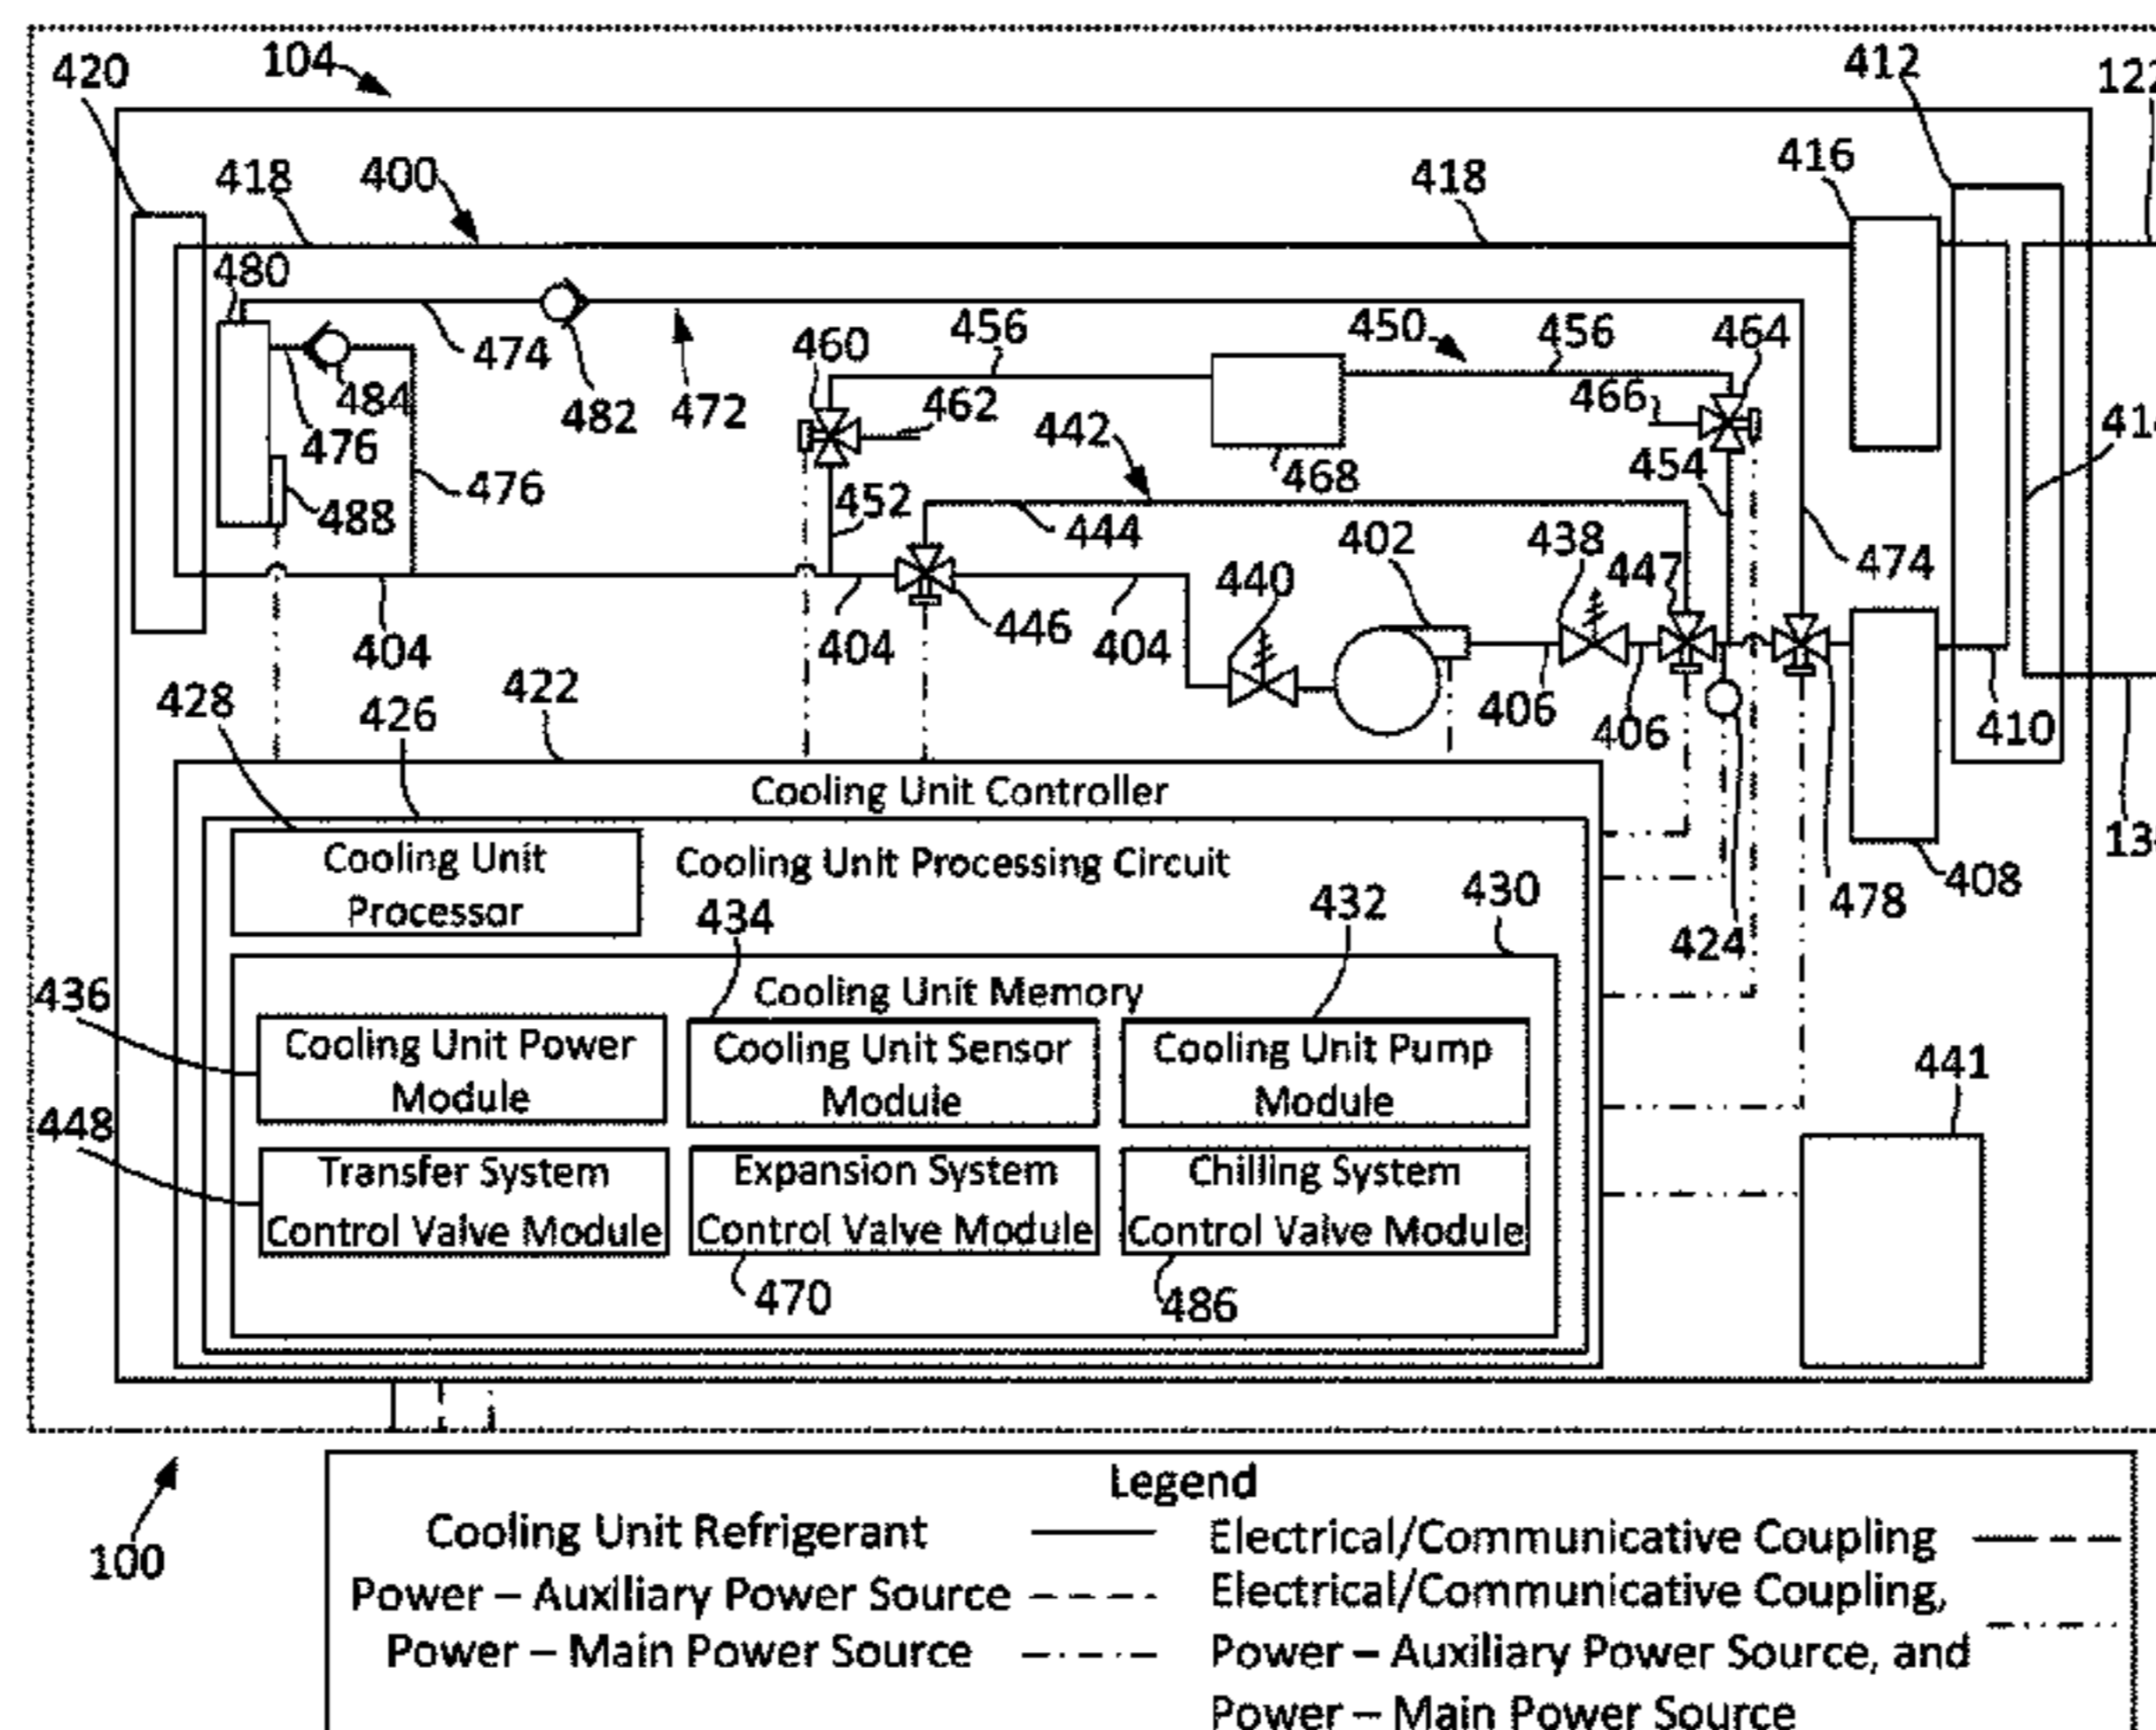 420
104
412
122
418
400
418
416
480
474
482
472
460
456
450
456
464
484
462
466
414
476
442
468
454
476
488
452
444
402
438
447
474
440
404
446
404
404
406
406
410
428
426
422
Cooling Unit Controller
Cooling Unit
Processor
Cooling Unit Processing Circuit
434
432
430
424
478
408
436
Cooling Unit Memory
Cooling Unit Power
Module
Cooling Unit Sensor
Module
Cooling Unit Pump
Module
441
448
Transfer System
Control Valve Module
Expansion System
Control Valve Module
Chilling System
Control Valve Module
470
486
100
Legend
Cooling Unit Refrigerant
Power – Auxiliary Power Source
Power – Main Power Source
Electrical/Communicative Coupling
Electrical/Communicative Coupling,
Power – Auxiliary Power Source, and
Power – Main Power Source